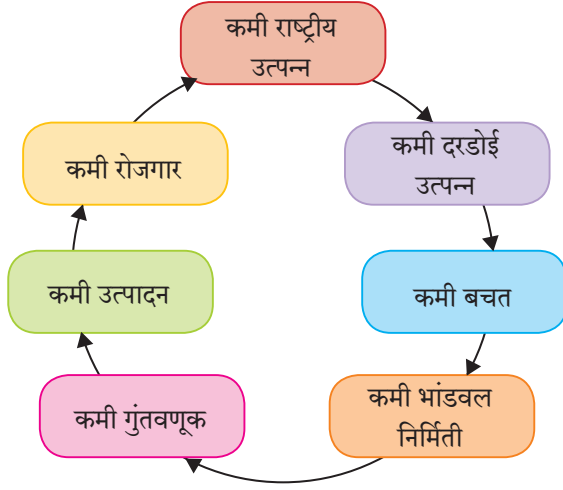 कमी राष्ट्रीय
उत्पन्न
कमी दरडोई
उत्पन्न
कमी बचत
कमी भांडवल
निर्मिती
कमी गुंतवणूक
कमी उत्पादन
कमी रोजगार